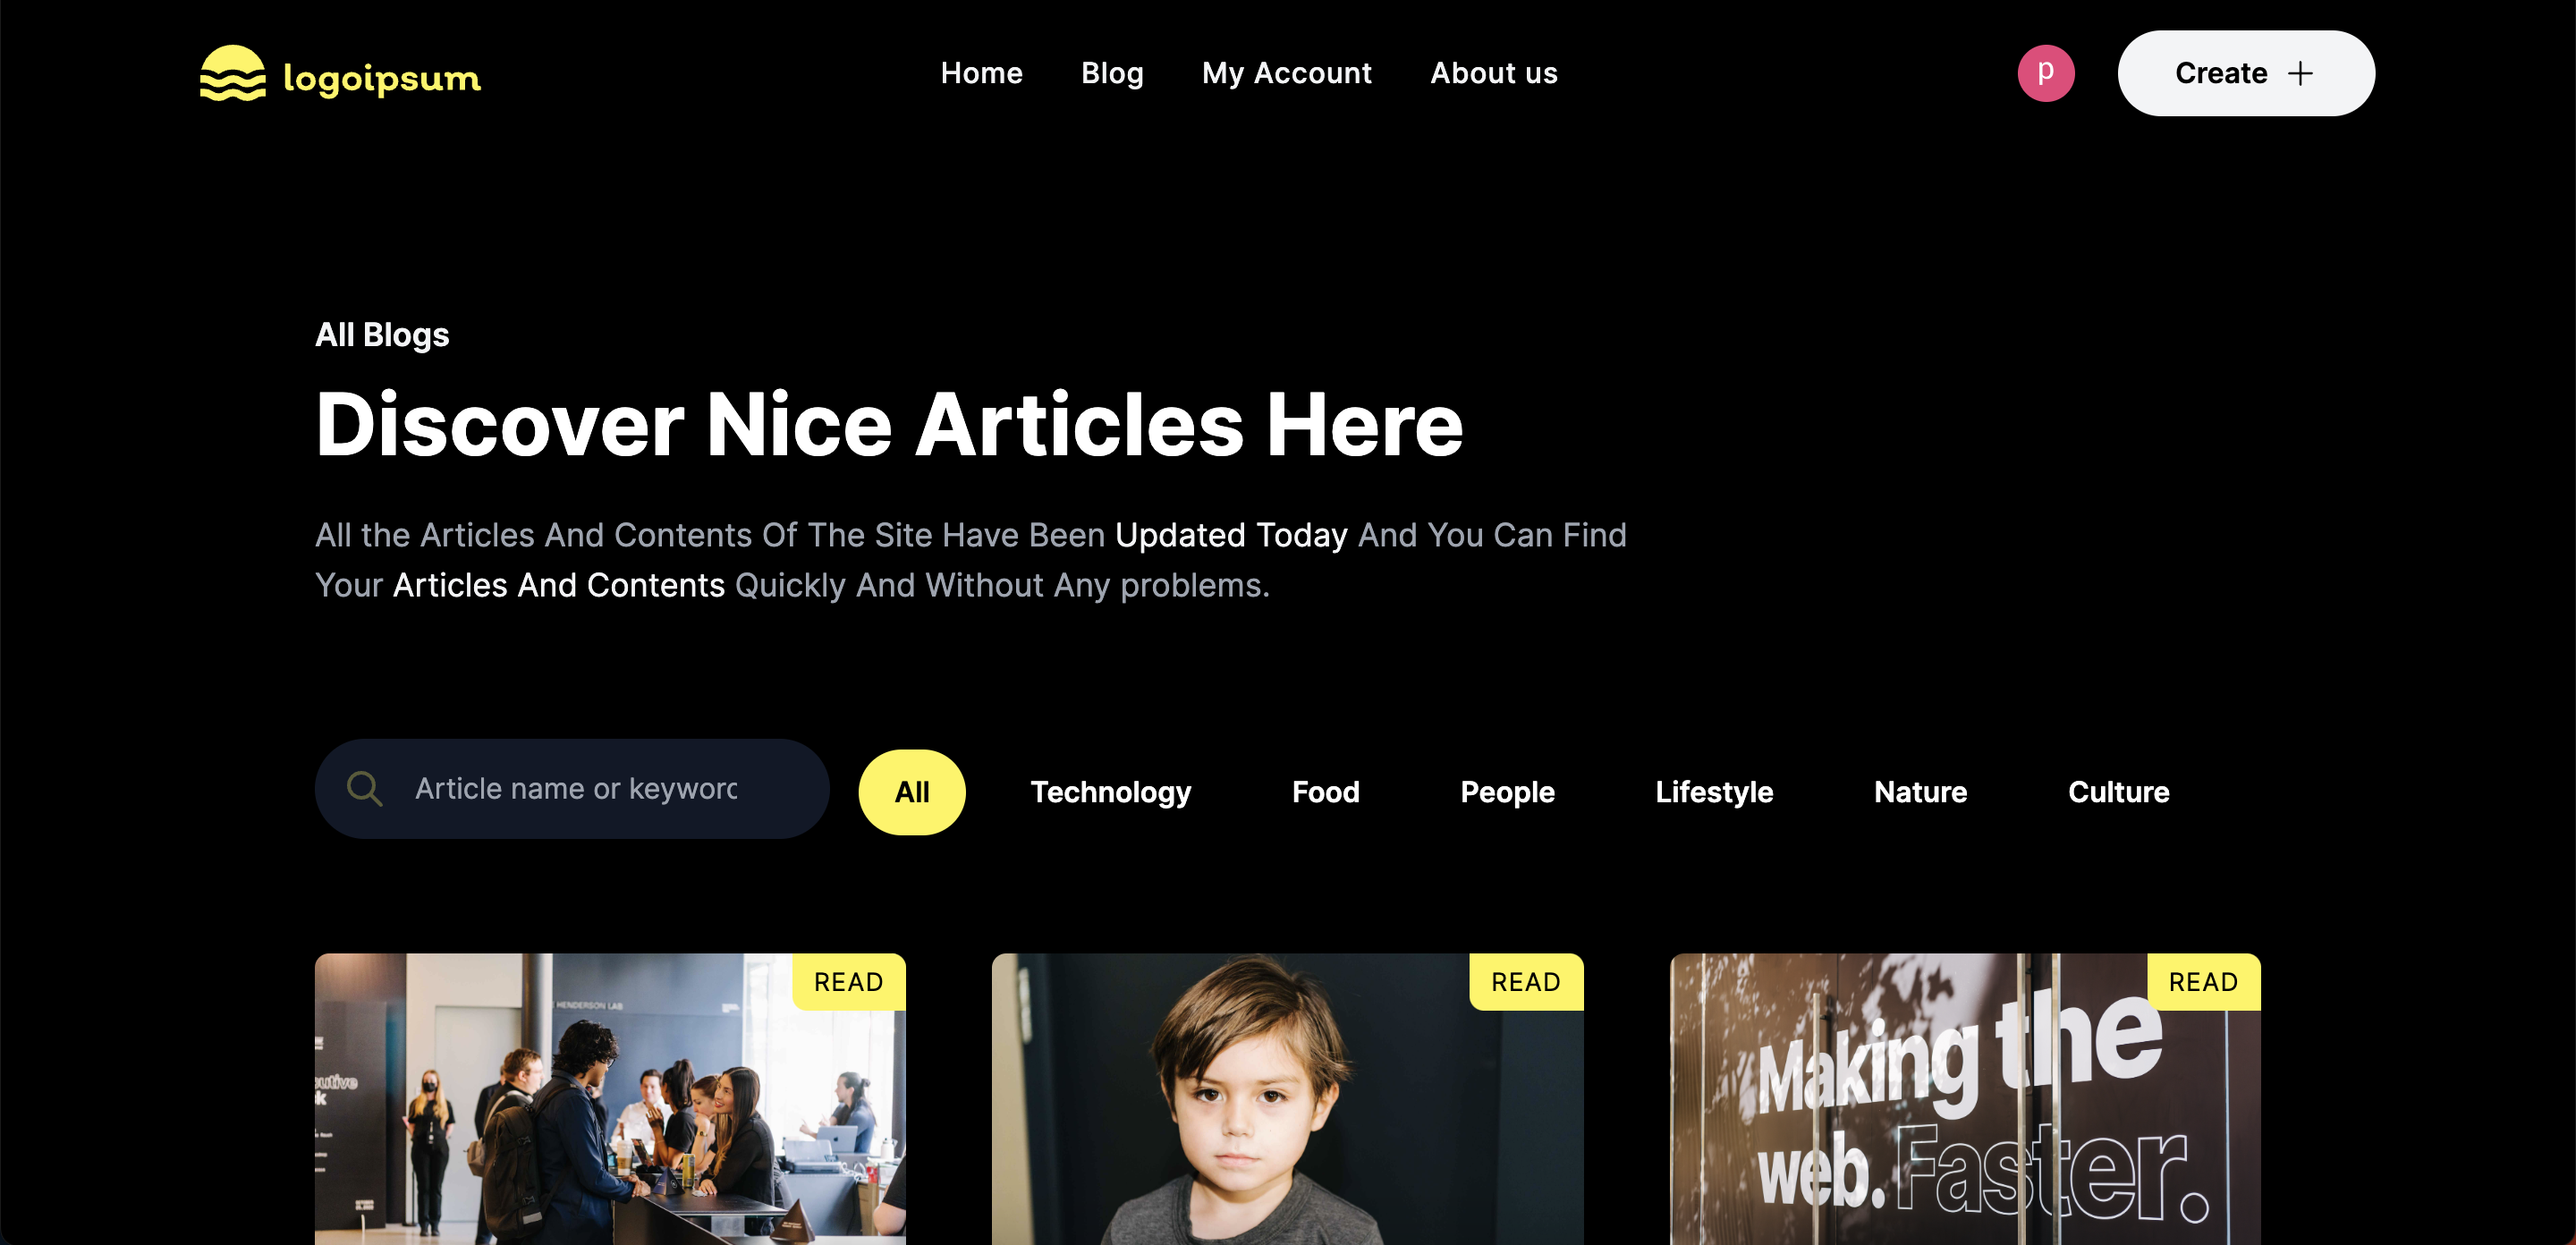 logoipsum
Home Blog My Account About us
p
Create +
All Blogs
Discover Nice Articles Here
All the Articles And Contents Of The Site Have Been Updated Today And You Can Find
Your Articles And Contents Quickly And Without Any problems.
Article name or keyword
All Technology Food People Lifestyle Nature Culture
READ
HENDERSON LAB
READ
READ
Making the
web. Faster.